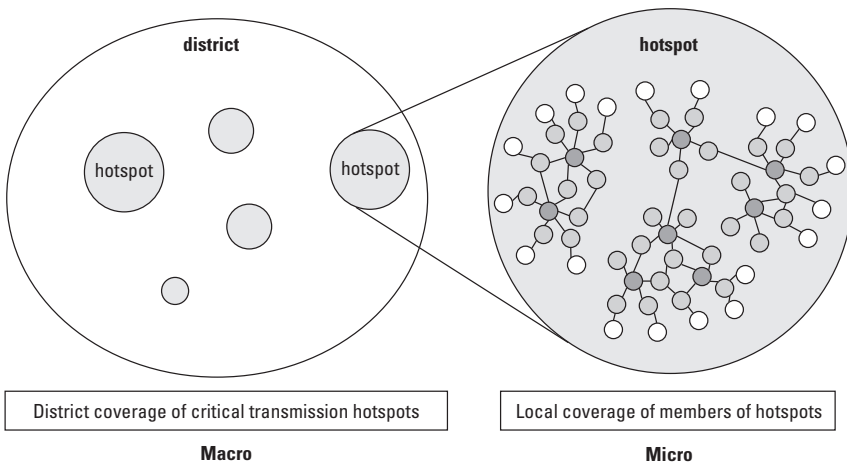 district
hotspot
hotspot
hotspot
District coverage of critical transmission hotspots
Local coverage of members of hotspots
Macro
Micro